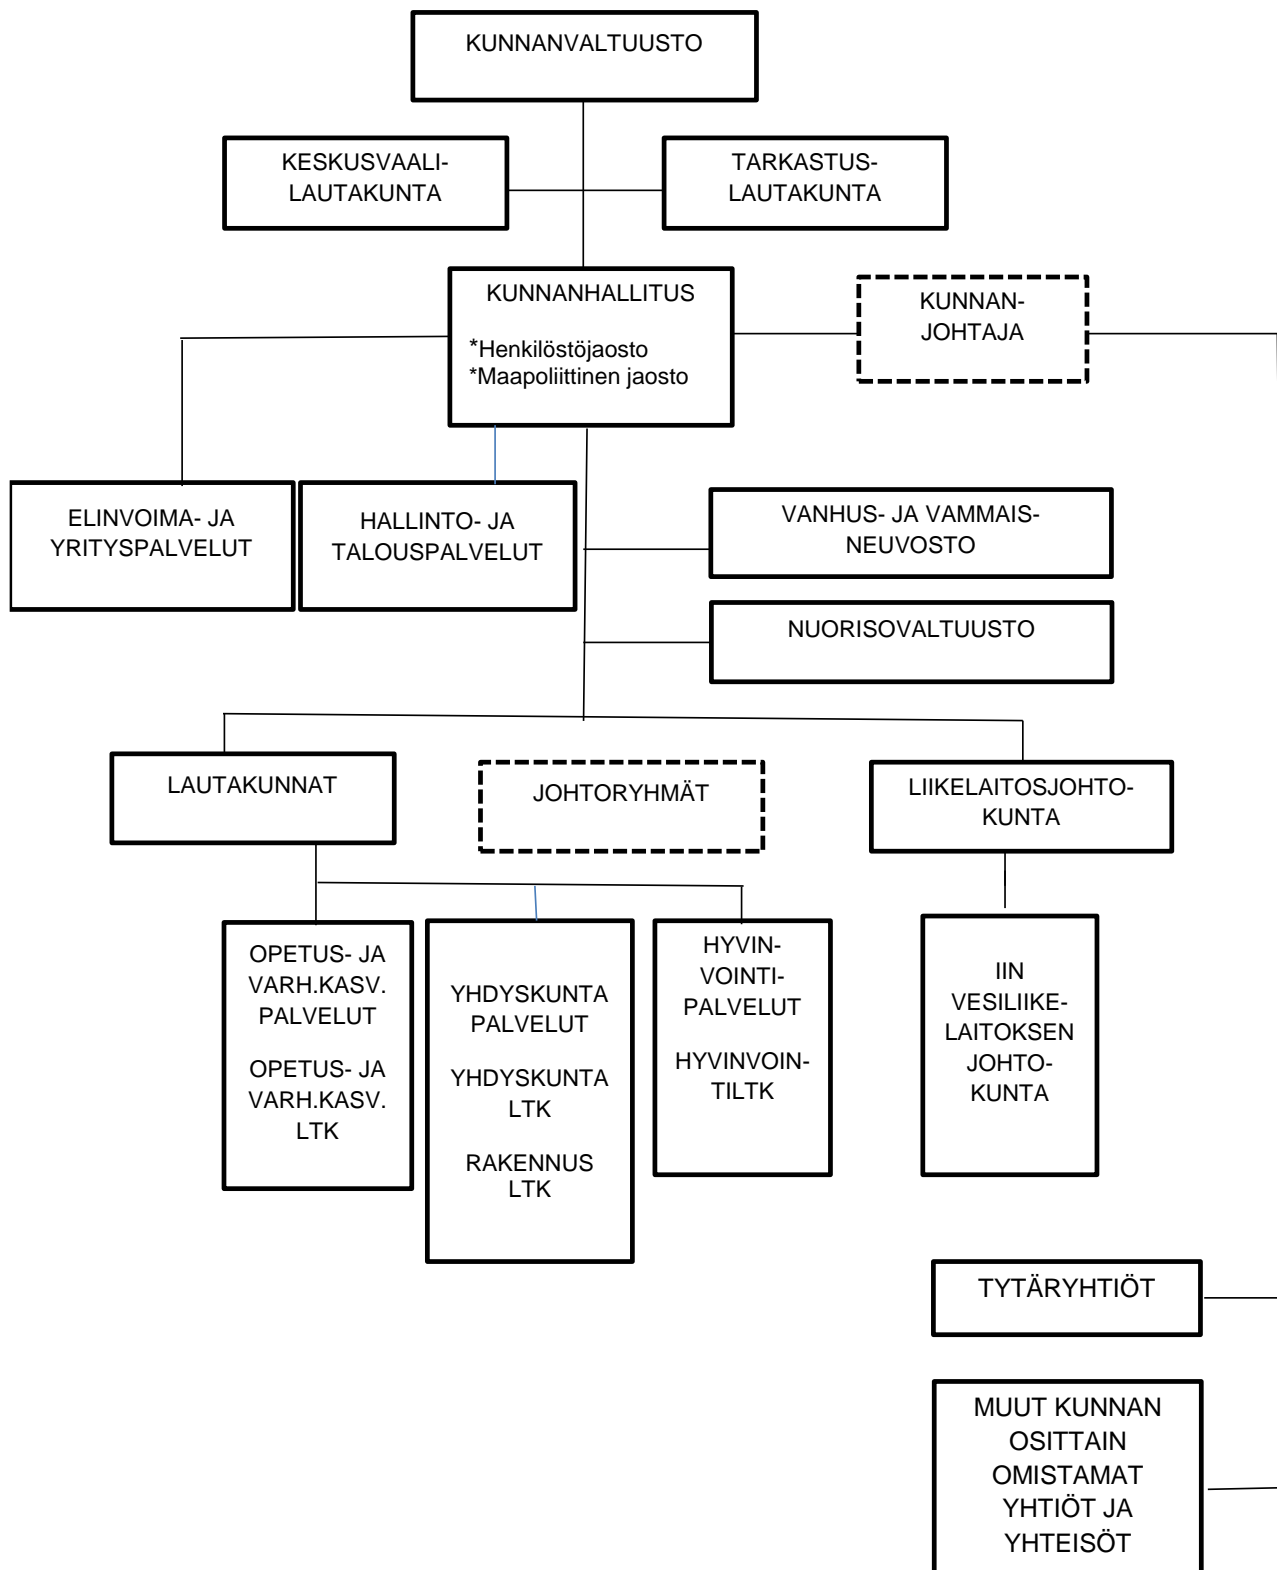 KUNNANVALTUUSTO
KESKUSVAALI-
LAUTAKUNTA
TARKASTUS-
LAUTAKUNTA
KUNNANHALLITUS
*Henkilöstöjaosto
*Maapoliittinen jaosto
KUNNAN-
JOHTAJA
ELINVOIMA- JA
YRITYSPALVELUT
HALLINTO- JA
TALOUSPALVELUT
VANHUS- JA VAMMAIS-
NEUVOSTO
NUORISOVALTUUSTO
LAUTAKUNNAT
JOHTORYHMÄT
LIIKELAITOSJOHTO-
KUNTA
OPETUS- JA
VARH.KASV.
PALVELUT
OPETUS- JA
VARH.KASV.
LTK
YHDYSKUNTA
PALVELUT
YHDYSKUNTA
LTK
RAKENNUS
LTK
HYVIN-
VOINTI-
PALVELUT
HYVINVOIN-
TILTK
IIN
VESILIIKE-
LAITOKSEN
JOHTO-
KUNTA
TYTÄRYHTIÖT
MUUT KUNNAN
OSITTAIN
OMISTAMAT
YHTIÖT JA
YHTEISÖT